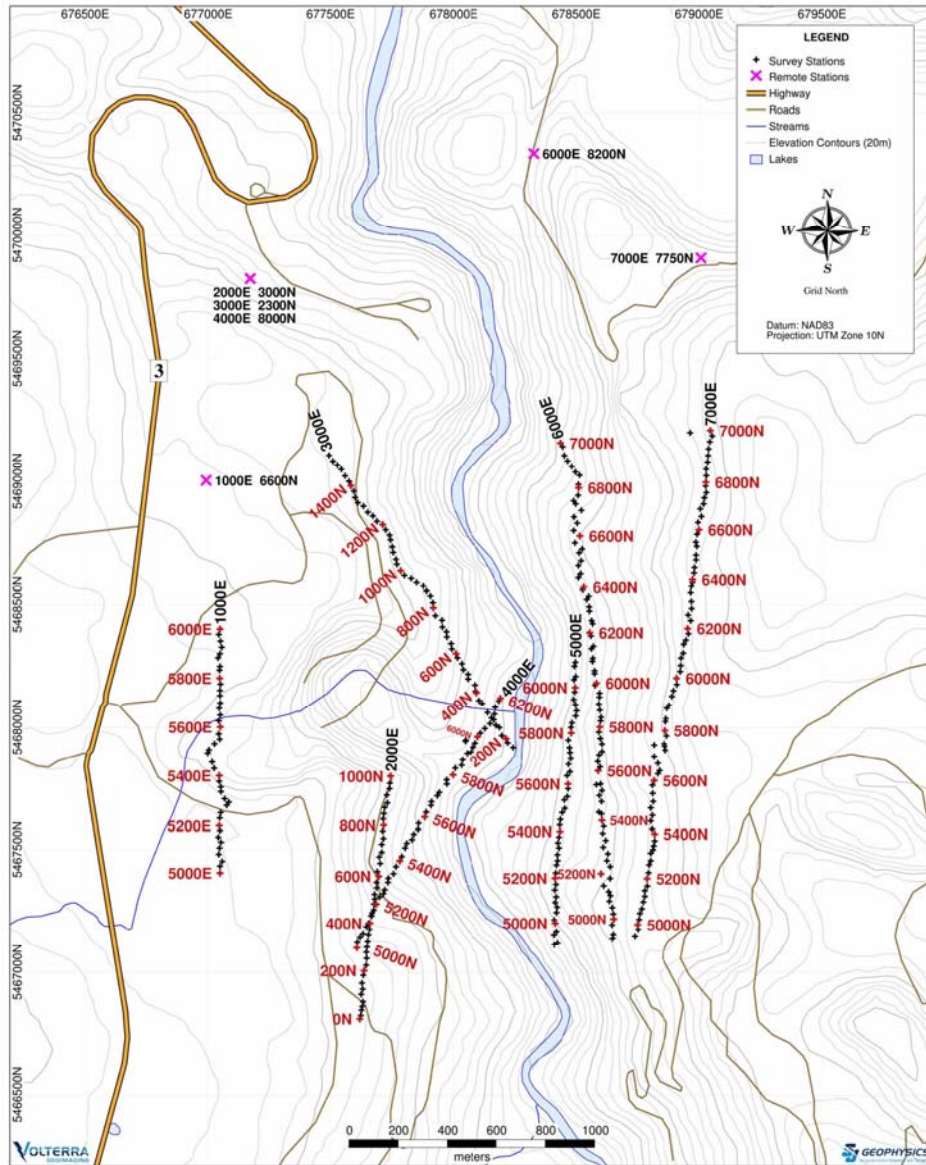 676500E 677000E 677500E 678000E 678500E 679000E 679500E
LEGEND
Survey Stations
Remote Stations
Highway
Roads
Streams
Elevation Contours (20m)
Lakes
N
W E
S
Grid North
Datum: NAD83
Projection: UTM Zone 10N
5470500N
5470000N
5469500N
5469000N
5468500N
5468000N
5467500N
5467000N
5466500N
6000E 8200N
7000E 7750N
2000E 3000N
3000E 2300N
4000E 8000N
3
1000E 6600N
1000E
6000E
5800E
5600E
5400E
5200E
5000E
3000E
1400N
1200N
1000N
800N
600N
400N
200N
2000E
1000N
800N
600N
400N
200N
0N
4000E
6200N
6000N
5800N
5600N
5400N
5200N
5000N
5000E
6000N
5800N
5600N
5400N
5200N
5000N
6000E
7000N
6800N
6600N
6400N
6200N
6000N
5800N
5600N
5400N
5200N
5000N
7000E
7000N
6800N
6600N
6400N
6200N
6000N
5800N
5600N
5400N
5200N
5000N
0 200 400 600 800 1000
meters
VOLTERRA
GEOIMAGING
GEOPHYSICS